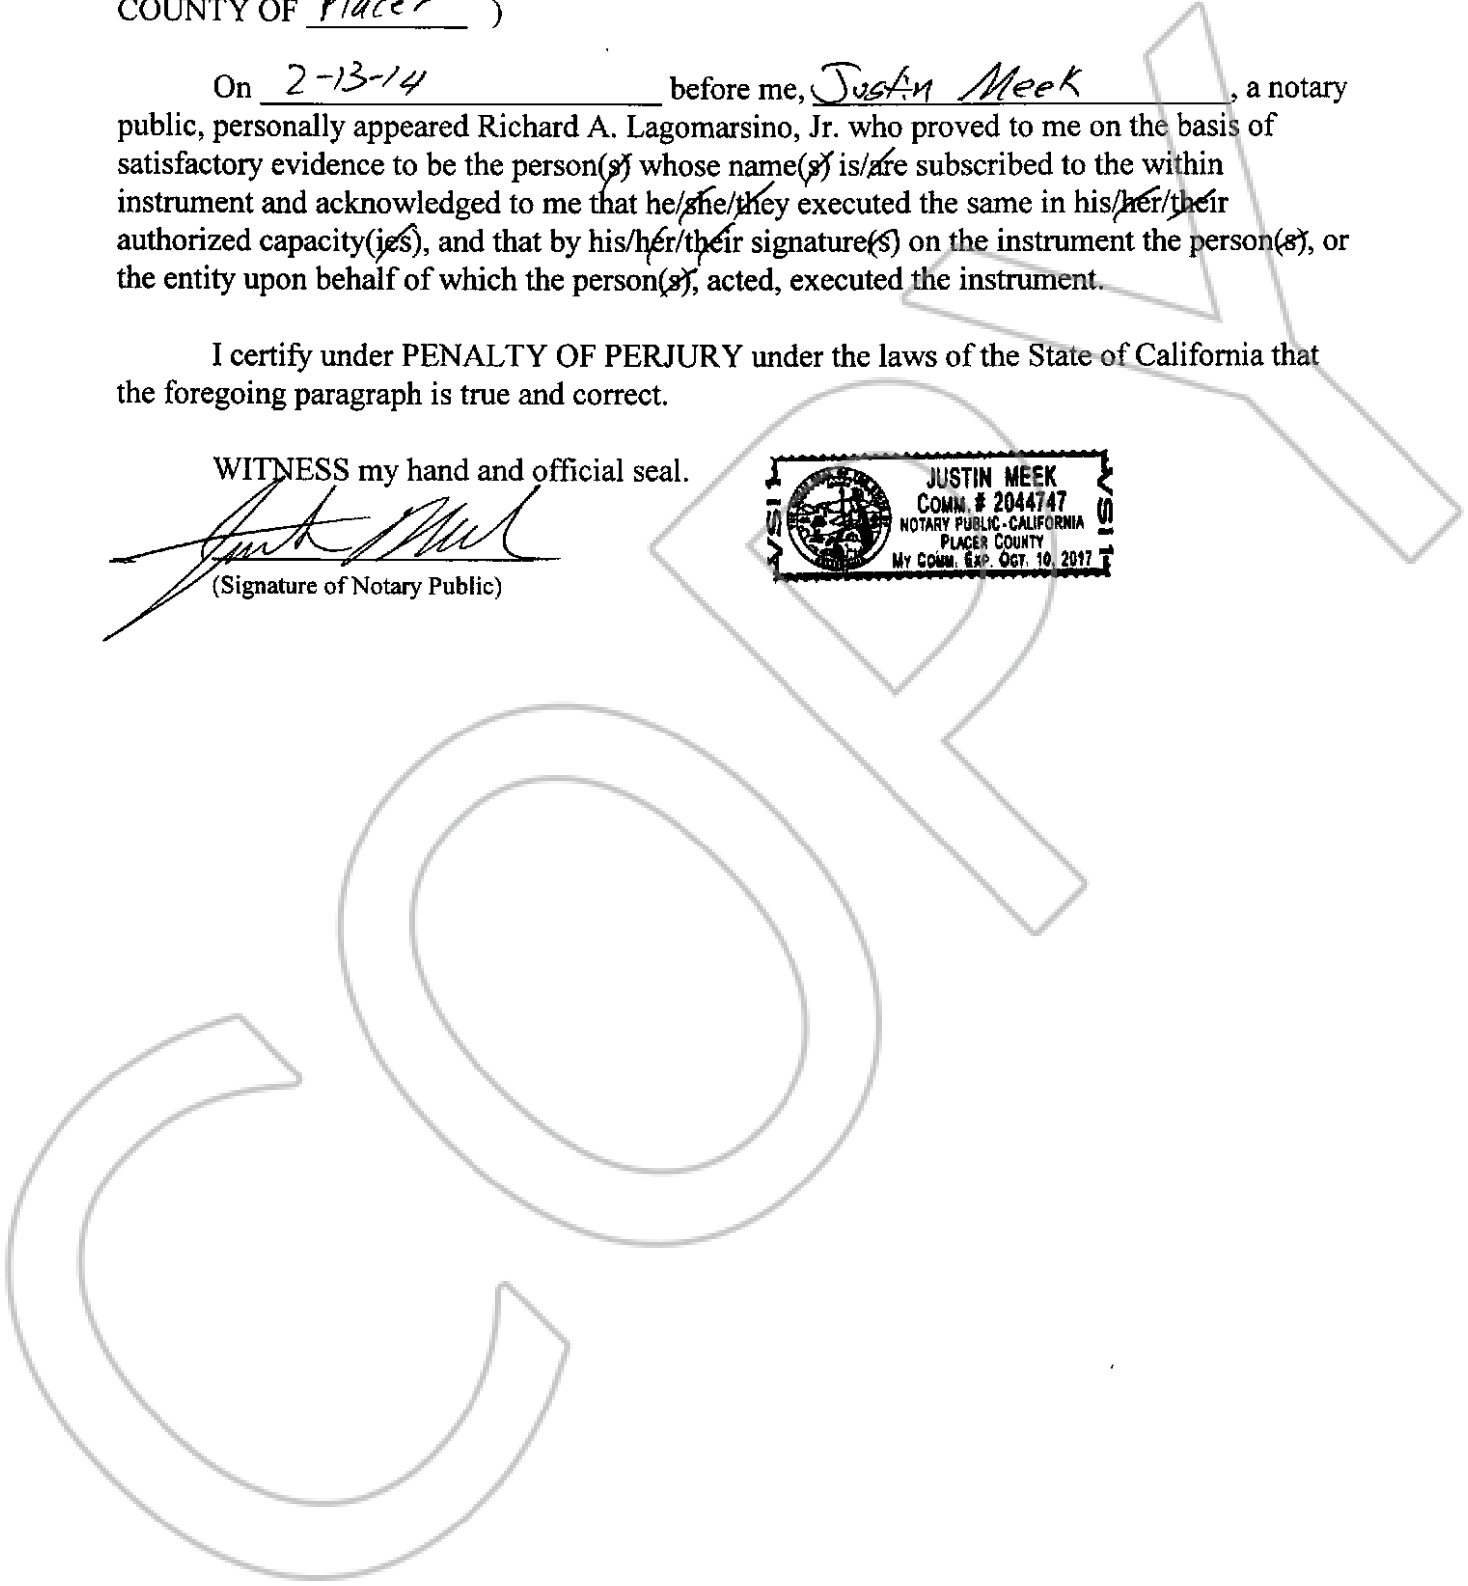 COUNTY OF Placer )
On 2-13-14 before me, Justin Meek, a notary
public, personally appeared Richard A. Lagomarsino, Jr. who proved to me on the basis of
satisfactory evidence to be the person(s) whose name(s) is/are subscribed to the within
instrument and acknowledged to me that he/she/they executed the same in his/her/their
authorized capacity(ies), and that by his/her/their signature(s) on the instrument the person(s), or
the entity upon behalf of which the person(s), acted, executed the instrument.
I certify under PENALTY OF PERJURY under the laws of the State of California that
the foregoing paragraph is true and correct.
WITNESS my hand and official seal.
Justin Meek
(Signature of Notary Public)
VSI 1
JUSTIN MEEK
COMM. # 2044747
NOTARY PUBLIC-CALIFORNIA
PLACER COUNTY
MY COMM. EXP. OCT. 10, 2017
VSI 1
COPY